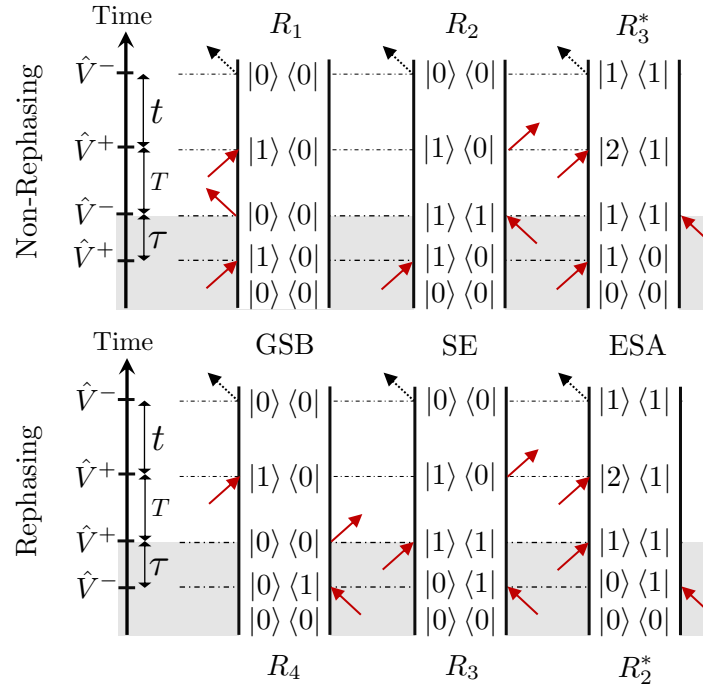 Time R_1 R_2 R_3^*
Non-Rephasing
V̂^- |0⟩⟨0| |0⟩⟨0| |1⟩⟨1|
t
V̂^+ |1⟩⟨0| |1⟩⟨0| |2⟩⟨1|
T
V̂^- |0⟩⟨0| |1⟩⟨1| |1⟩⟨1|
τ
V̂^+ |1⟩⟨0| |1⟩⟨0| |1⟩⟨0|
|0⟩⟨0| |0⟩⟨0| |0⟩⟨0|
Time GSB SE ESA
Rephasing
V̂^- |0⟩⟨0| |0⟩⟨0| |1⟩⟨1|
t
V̂^+ |1⟩⟨0| |1⟩⟨0| |2⟩⟨1|
T
V̂^+ |0⟩⟨0| |1⟩⟨1| |1⟩⟨1|
τ
V̂^- |0⟩⟨1| |0⟩⟨1| |0⟩⟨1|
|0⟩⟨0| |0⟩⟨0| |0⟩⟨0|
R_4 R_3 R_2^*